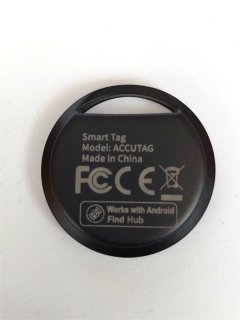 Smart Tag
Model: ACCUTAG
Made in China
FC CE
Works with Android
Find Hub